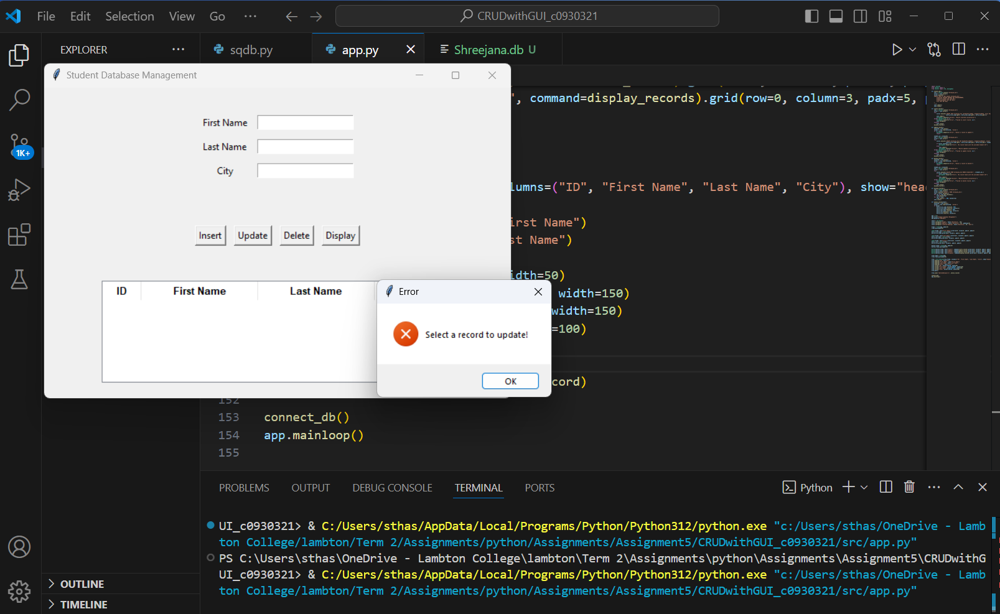 File Edit Selection View Go ··· CRUDwithGUI_c0930321
EXPLORER ··· sqdb.py app.py Shreejana.db U
Student Database Management
", command=display_records).grid(row=0, column=3, padx=5,
First Name
Last Name
City
lumns=("ID", "First Name", "Last Name", "City"), show="hea
irst Name")
st Name")
Insert Update Delete Display
idth=50)
width=150)
width=150)
=100)
ID First Name Last Name
Error
Select a record to update!
OK
cord)
152
153 connect_db()
154 app.mainloop()
155
1K+
PROBLEMS OUTPUT DEBUG CONSOLE TERMINAL PORTS Python
UI_c0930321> & C:/Users/sthas/AppData/Local/Programs/Python/Python312/python.exe "c:/Users/sthas/OneDrive - Lamb
ton College/lambton/Term 2/Assignments/python/Assignments/Assignment5/CRUDwithGUI_c0930321/src/app.py"
PS C:\Users\sthas\OneDrive - Lambton College\lambton\Term 2\Assignments\python\Assignments\Assignment5\CRUDwithG
UI_c0930321> & C:/Users/sthas/AppData/Local/Programs/Python/Python312/python.exe "c:/Users/sthas/OneDrive - Lamb
ton College/lambton/Term 2/Assignments/python/Assignments/Assignment5/CRUDwithGUI_c0930321/src/app.py"
OUTLINE
TIMELINE